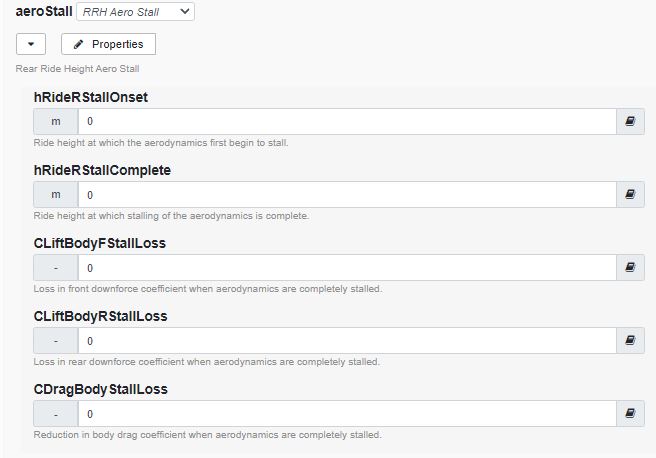 aeroStall RRH Aero Stall
Properties
Rear Ride Height Aero Stall
hRideRStallOnset
m 0
Ride height at which the aerodynamics first begin to stall.
hRideRStallComplete
m 0
Ride height at which stalling of the aerodynamics is complete.
CLiftBodyFStallLoss
- 0
Loss in front downforce coefficient when aerodynamics are completely stalled.
CLiftBodyRStallLoss
- 0
Loss in rear downforce coefficient when aerodynamics are completely stalled.
CDragBodyStallLoss
- 0
Reduction in body drag coefficient when aerodynamics are completely stalled.